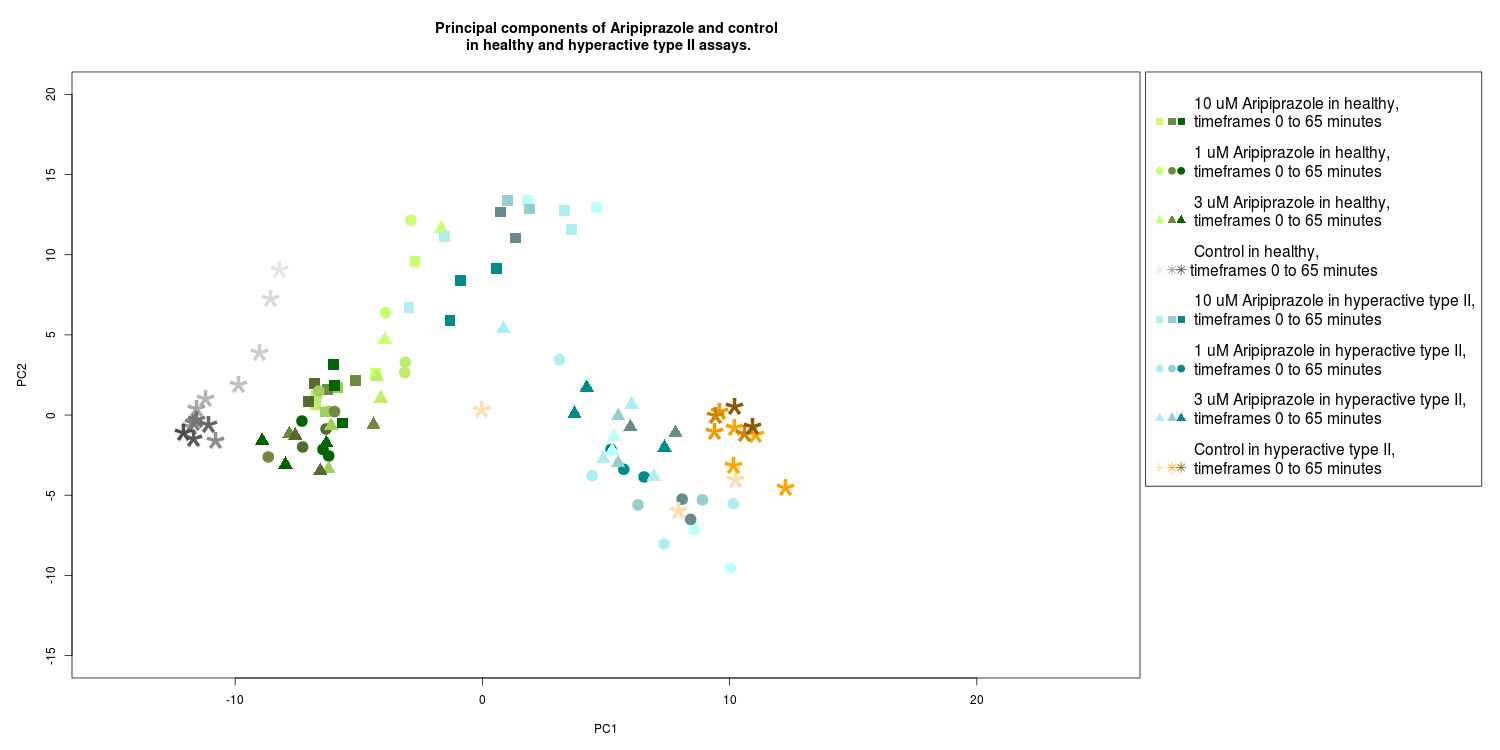 Principal components of Aripiprazole and control
in healthy and hyperactive type II assays.
20
15
10
5
0
-5
-10
-15
PC2
-10
0
10
20
PC1
10 uM Aripiprazole in healthy,
timeframes 0 to 65 minutes
1 uM Aripiprazole in healthy,
timeframes 0 to 65 minutes
3 uM Aripiprazole in healthy,
timeframes 0 to 65 minutes
Control in healthy,
timeframes 0 to 65 minutes
10 uM Aripiprazole in hyperactive type II,
timeframes 0 to 65 minutes
1 uM Aripiprazole in hyperactive type II,
timeframes 0 to 65 minutes
3 uM Aripiprazole in hyperactive type II,
timeframes 0 to 65 minutes
Control in hyperactive type II,
timeframes 0 to 65 minutes